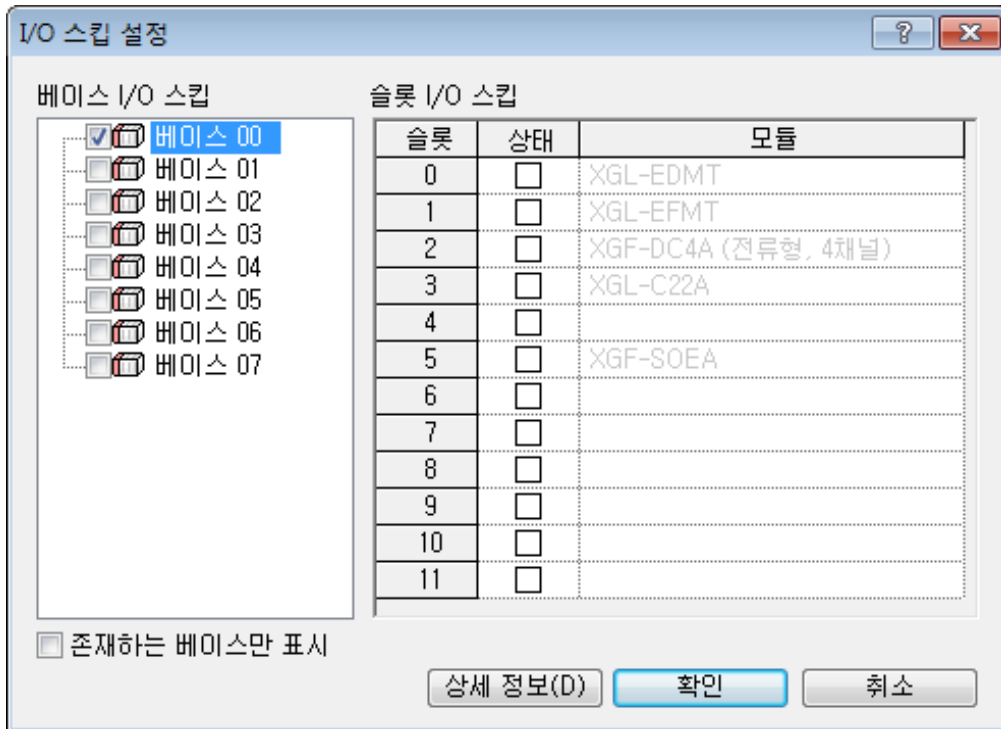 I/O 스킵 설정
베이스 I/O 스킵
베이스 00
베이스 01
베이스 02
베이스 03
베이스 04
베이스 05
베이스 06
베이스 07
존재하는 베이스만 표시
슬롯 I/O 스킵
슬롯 상태 모듈
0 XGL-EDMT
1 XGL-EFMT
2 XGF-DC4A (전류형, 4채널)
3 XGL-C22A
4
5 XGF-SOEA
6
7
8
9
10
11
상세 정보(D) 확인 취소